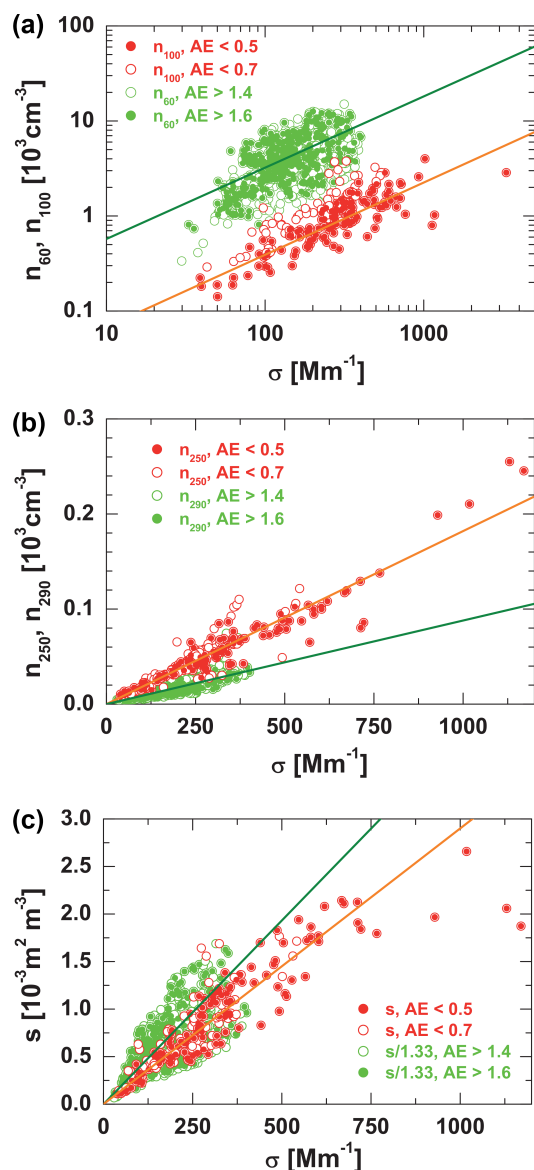 (a)
n₁₀₀, AE < 0.5
n₁₀₀, AE < 0.7
n₆₀, AE > 1.4
n₆₀, AE > 1.6
n₆₀, n₁₀₀ [10³cm⁻³]
100
10
1
0.1
10 100 1000
σ [Mm⁻¹]
(b)
n₂₅₀, AE < 0.5
n₂₅₀, AE < 0.7
n₂₉₀, AE > 1.4
n₂₉₀, AE > 1.6
n₂₅₀, n₂₉₀ [10³cm⁻³]
0.3
0.2
0.1
0.0
0 250 500 750 1000
σ [Mm⁻¹]
(c)
s [10⁻³m² m⁻³]
3.0
2.5
2.0
1.5
1.0
0.5
0.0
s, AE < 0.5
s, AE < 0.7
s/1.33, AE > 1.4
s/1.33, AE > 1.6
0 250 500 750 1000
σ [Mm⁻¹]